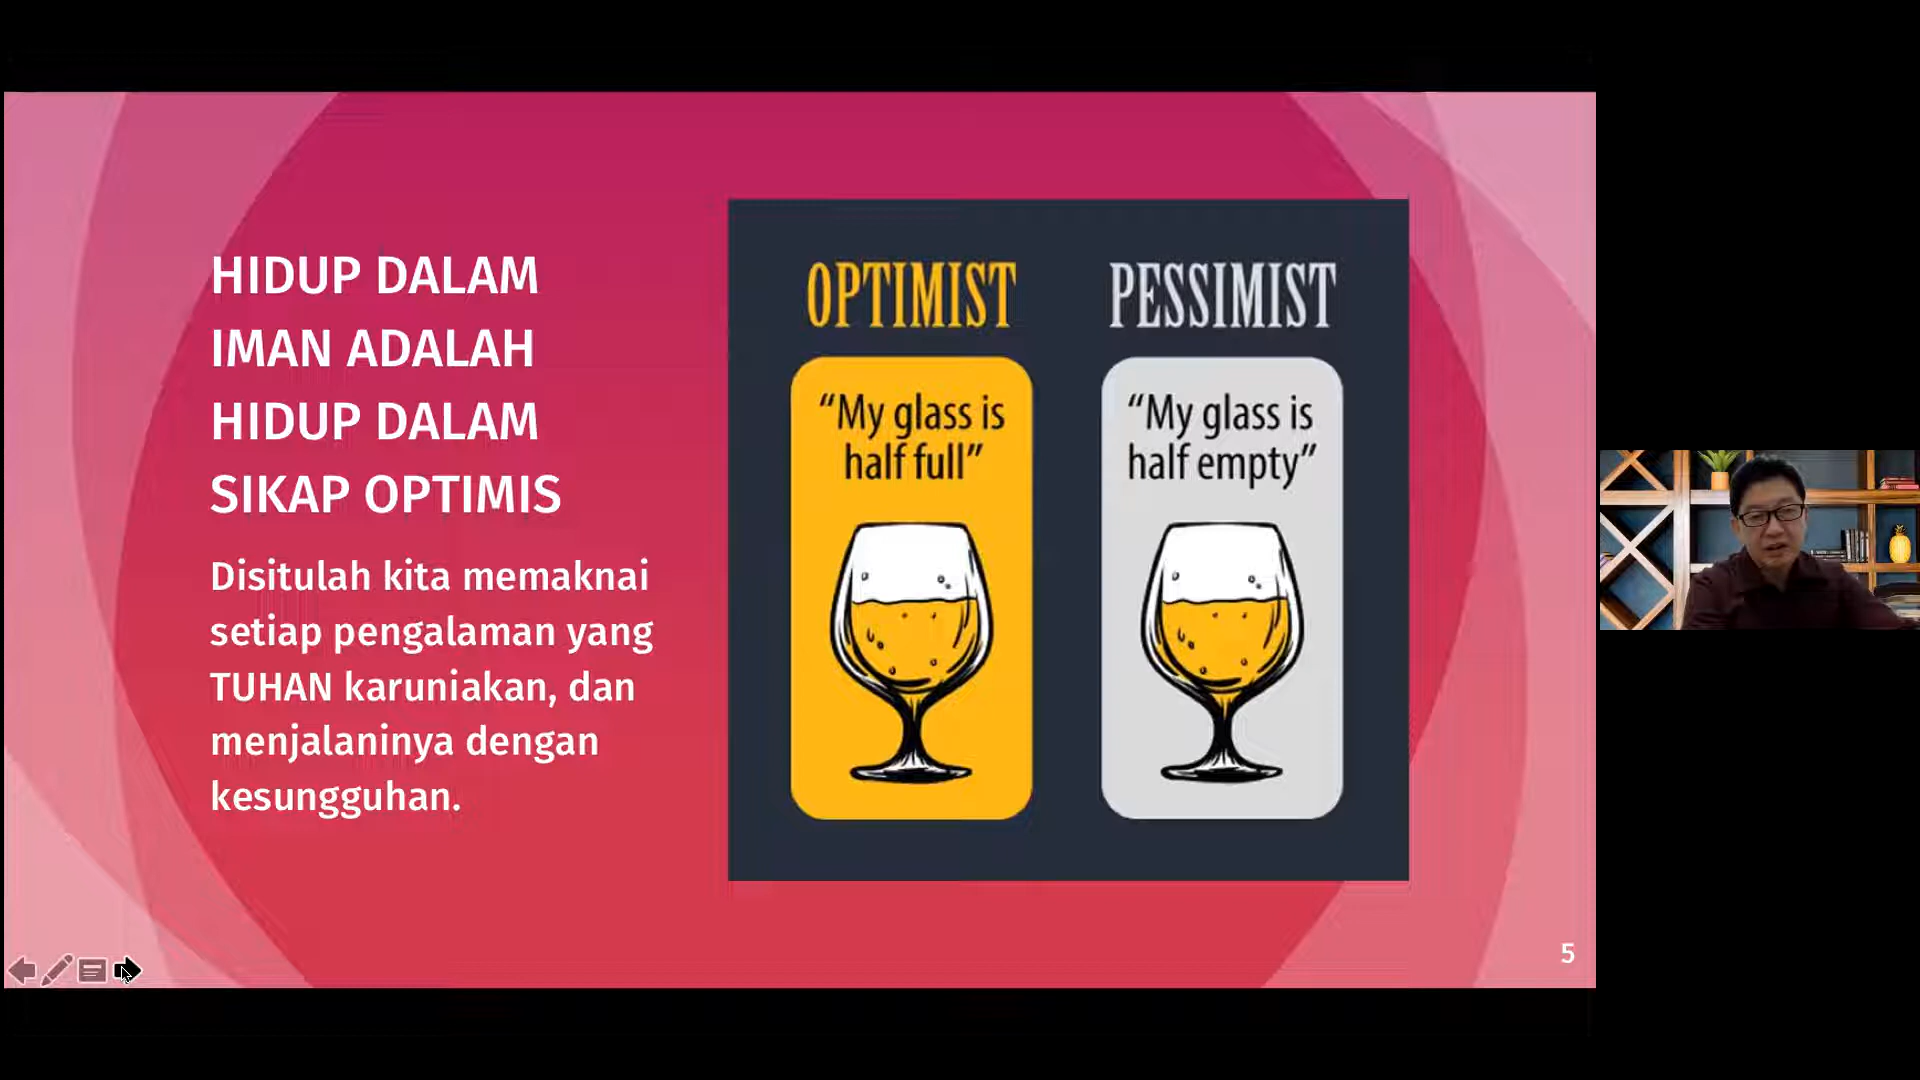 HIDUP DALAM
IMAN ADALAH
HIDUP DALAM
SIKAP OPTIMIS
Disitulah kita memaknai
setiap pengalaman yang
TUHAN karuniakan, dan
menjalaninya dengan
kesungguhan.
OPTIMIST
“My glass is
half full”
PESSIMIST
“My glass is
half empty”
5